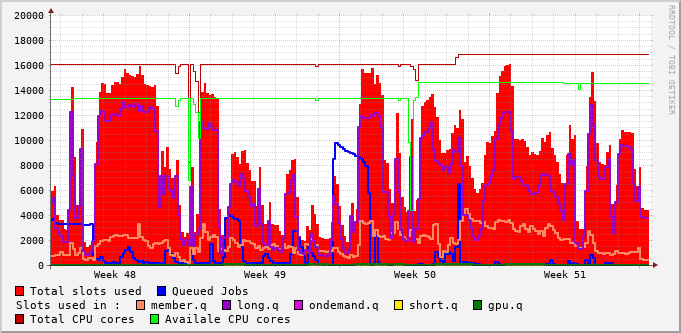 20000
18000
16000
14000
12000
10000
8000
6000
4000
2000
0
Week 48 Week 49 Week 50 Week 51
RRDTOOL / TOBI OETIKER
Total slots used Queued Jobs
Slots used in : member.q long.q ondemand.q short.q gpu.q
Total CPU cores Availale CPU cores